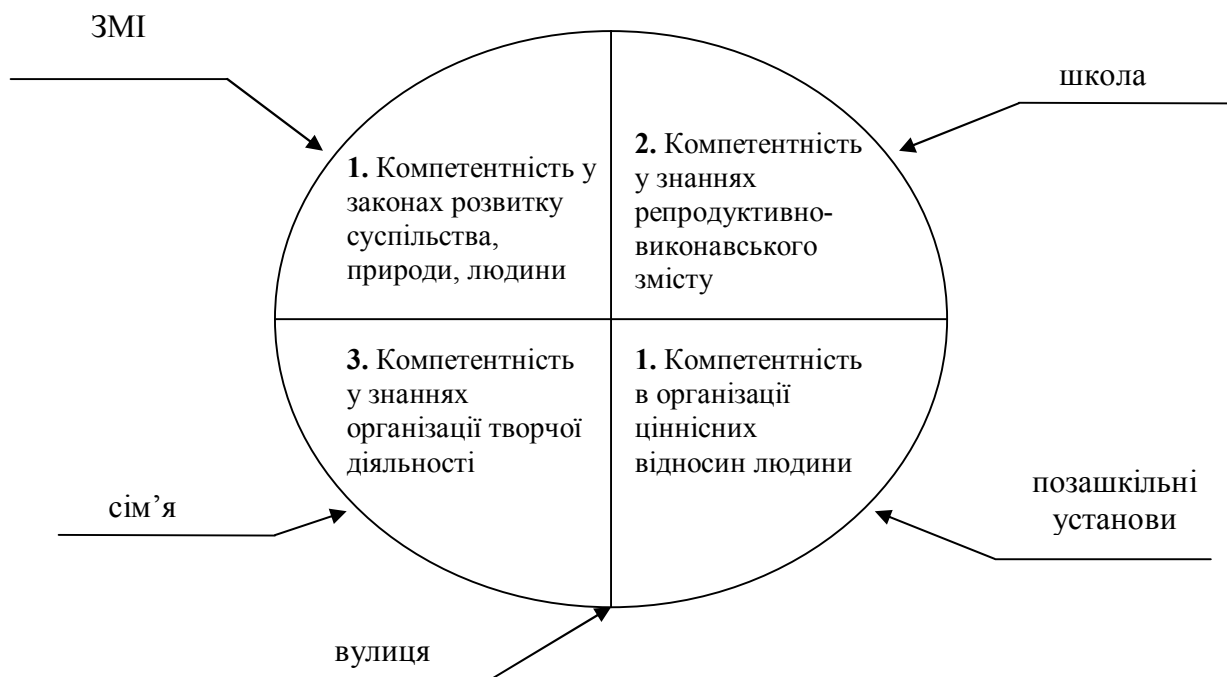 ЗМІ
школа
1. Компетентність у
законах розвитку
суспільства,
природи, людини
2. Компетентність
у знаннях
репродуктивно-
виконавського
змісту
3. Компетентність
у знаннях
організації творчої
діяльності
1. Компетентність
в організації
ціннісних
відносин людини
сім’я
позашкільні
установи
вулиця